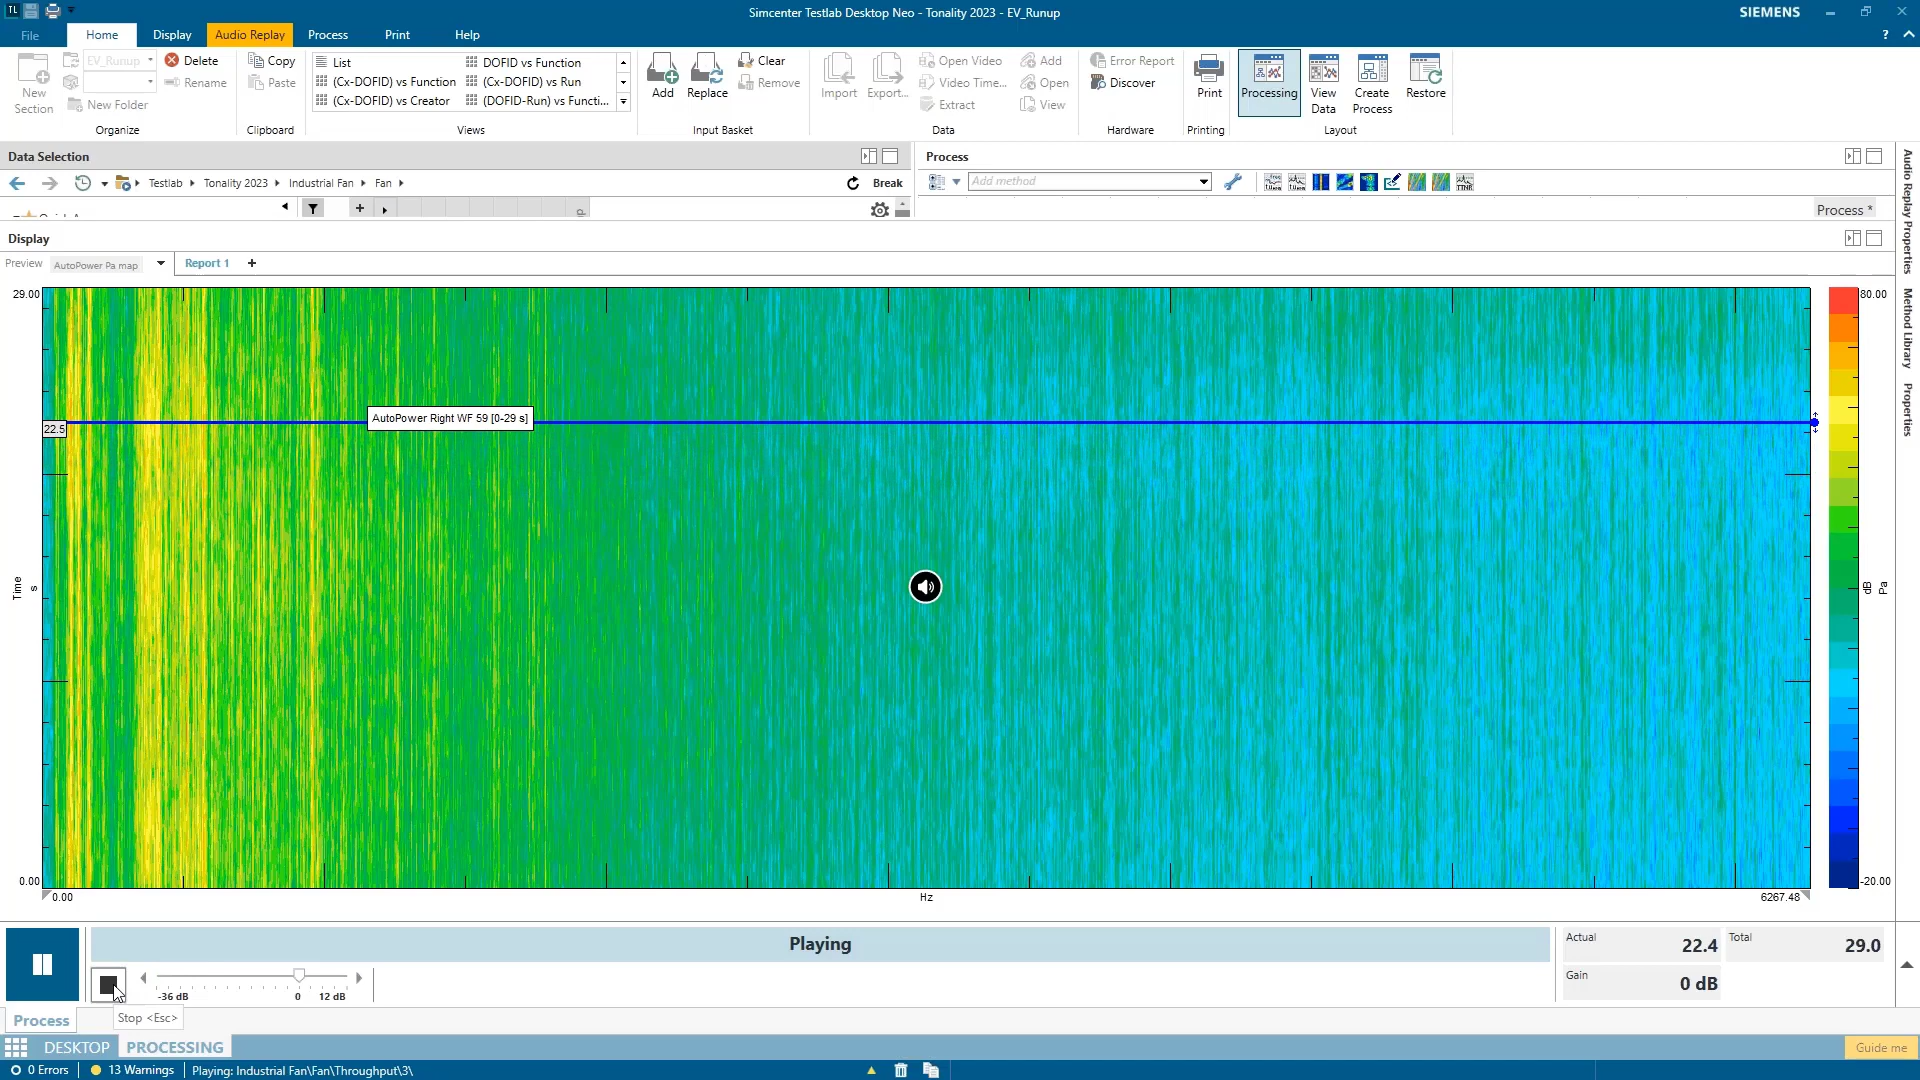 TL
Simcenter Testlab Desktop Neo - Tonality 2023 - EV_Runup
SIEMENS
File
Home
Display
Audio Replay
Process
Print
Help
?
New
Section
EV_Runup
New Folder
Delete
Rename
Organize
Copy
Paste
Clipboard
List
(Cx-DOFID) vs Function
(Cx-DOFID) vs Creator
DOFID vs Function
(Cx-DOFID) vs Run
(DOFID-Run) vs Functi...
Views
Add
Replace
Clear
Remove
Input Basket
Import
Export...
Open Video
Video Time...
Extract
Add
Open
View
Data
Error Report
Discover
Hardware
Print
Printing
Processing
View
Data
Create
Process
Restore
Layout
Data Selection
Process
Testlab
Tonality 2023
Industrial Fan
Fan
Break
Add method
Process *
Display
Preview
AutoPower Pa map
Report 1
+
29.00
22.5
0.00
Time
s
AutoPower Right WF 59 [0-29 s]
0.00
Hz
6267.48
80.00
dB
Pa
-20.00
Audio Replay Properties
Method Library
Properties
Playing
-36 dB
0
12 dB
Stop <Esc>
Actual
22.4
Total
29.0
Gain
0 dB
Process
DESKTOP
PROCESSING
Guide me
0 Errors
13 Warnings
Playing: Industrial Fan\Fan\Throughput\3\